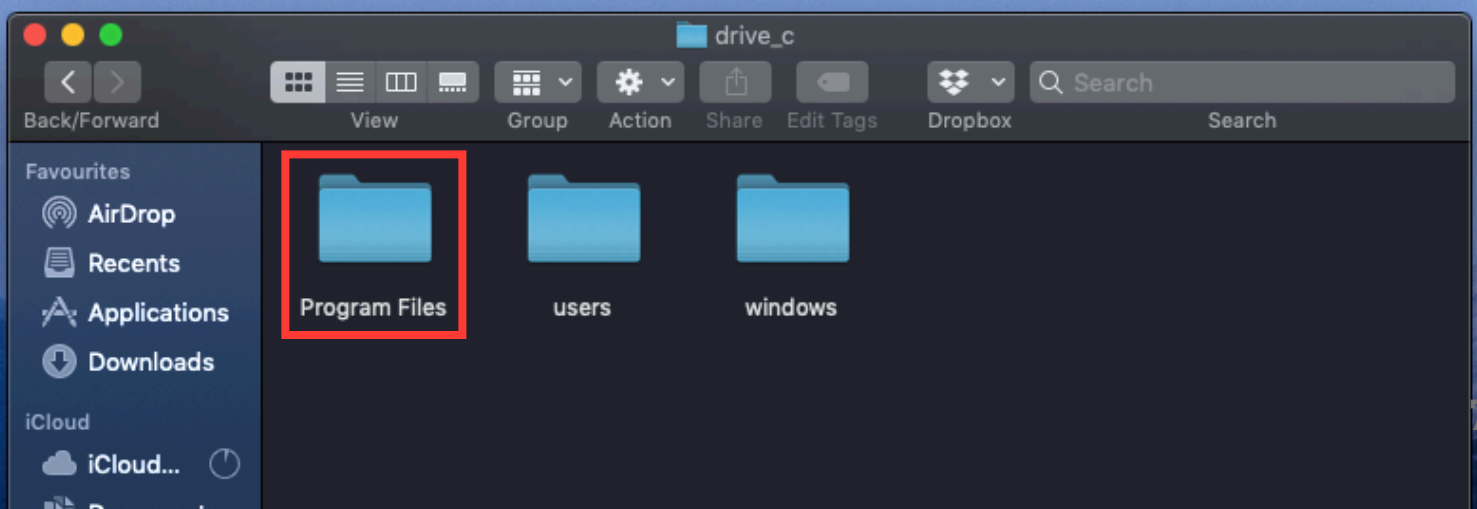 drive_c
Search
Back/Forward View Group Action Share Edit Tags Dropbox Search
Favourites
AirDrop
Recents
Applications
Downloads
iCloud
iCloud...
Program Files users windows